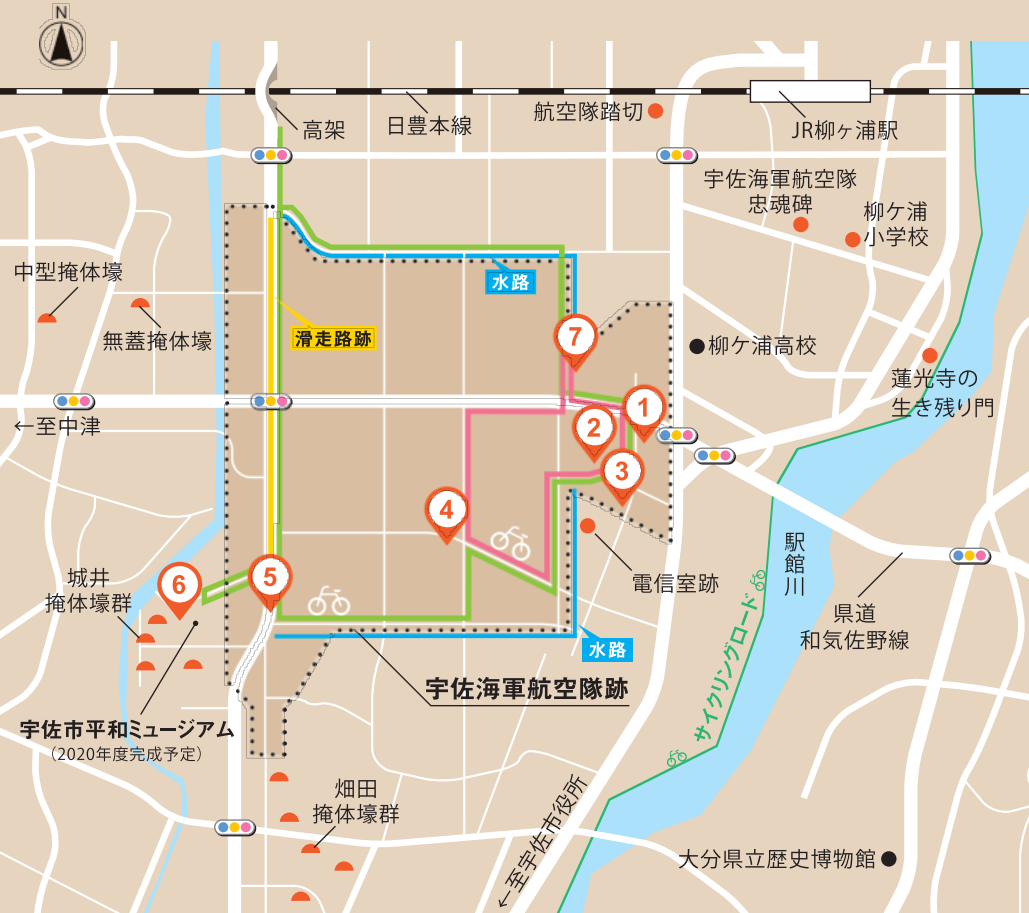 N
高架
日豊本線
航空隊踏切
JR柳ヶ浦駅
宇佐海軍航空隊
忠魂碑
柳ケ浦
小学校
中型掩体壕
無蓋掩体壕
水路
滑走路跡
7
柳ケ浦高校
蓮光寺の
生き残り門
←至中津
1
2
3
4
5
6
城井
掩体壕群
電信室跡
駅館川
県道
和気佐野線
サイクリングロード
水路
宇佐海軍航空隊跡
宇佐市平和ミュージアム
(2020年度完成予定)
畑田
掩体壕群
←至宇佐市役所
大分県立歴史博物館